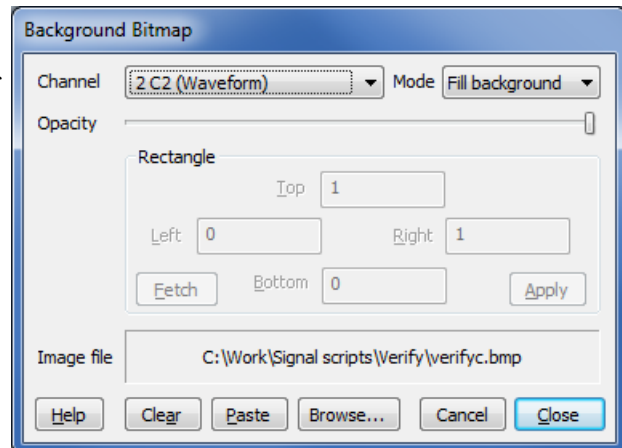 Background Bitmap
Channel 2 C2 (Waveform) Mode Fill background
Opacity
Rectangle
Top 1
Left 0 Right 1
Fetch Bottom 0 Apply
Image file C:\Work\Signal scripts\Verify\verifyc.bmp
Help Clear Paste Browse... Cancel Close